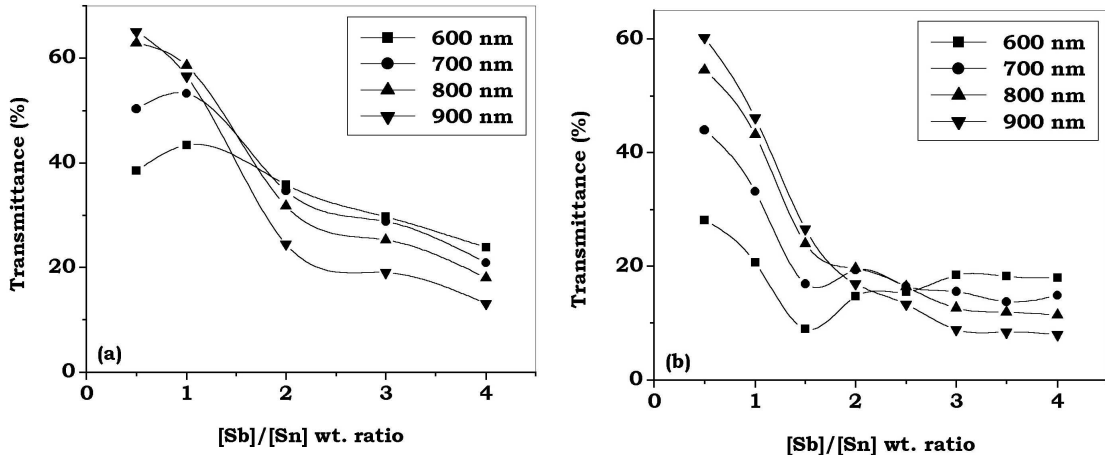 600 nm
700 nm
800 nm
900 nm
Transmittance (%)
60
40
20
0
(a)
0 1 2 3 4
[Sb]/[Sn] wt. ratio
600 nm
700 nm
800 nm
900 nm
Transmittance (%)
60
40
20
0
(b)
0 1 2 3 4
[Sb]/[Sn] wt. ratio